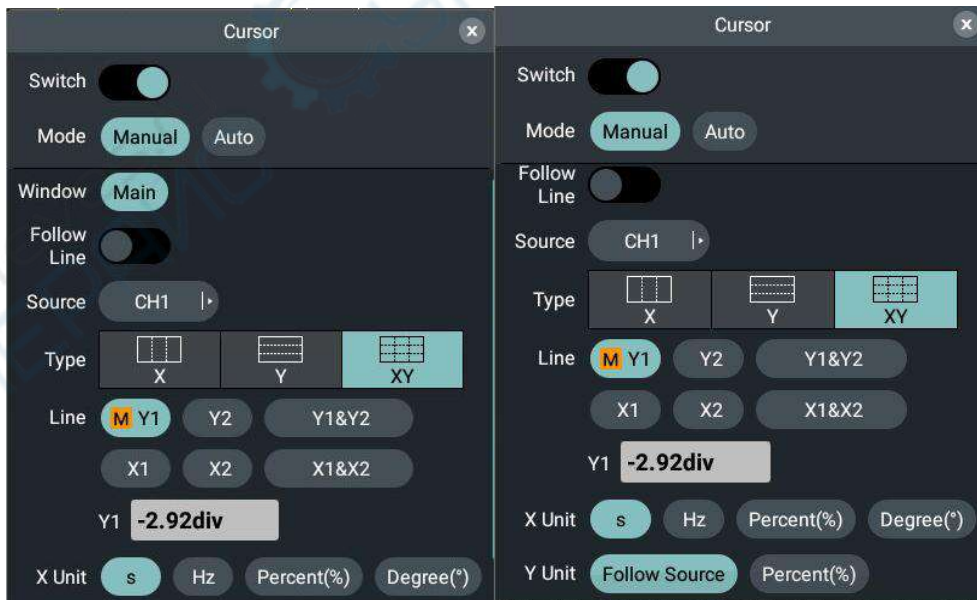 Cursor
x
Switch
Mode Manual Auto
Window Main
Follow
Line
Source CH1
Type X Y XY
Line M Y1 Y2 Y1&Y2
X1 X2 X1&X2
Y1 -2.92div
X Unit s Hz Percent(%) Degree(°)
Cursor
x
Switch
Mode Manual Auto
Follow
Line
Source CH1
Type X Y XY
Line M Y1 Y2 Y1&Y2
X1 X2 X1&X2
Y1 -2.92div
X Unit s Hz Percent(%) Degree(°)
Y Unit Follow Source Percent(%)